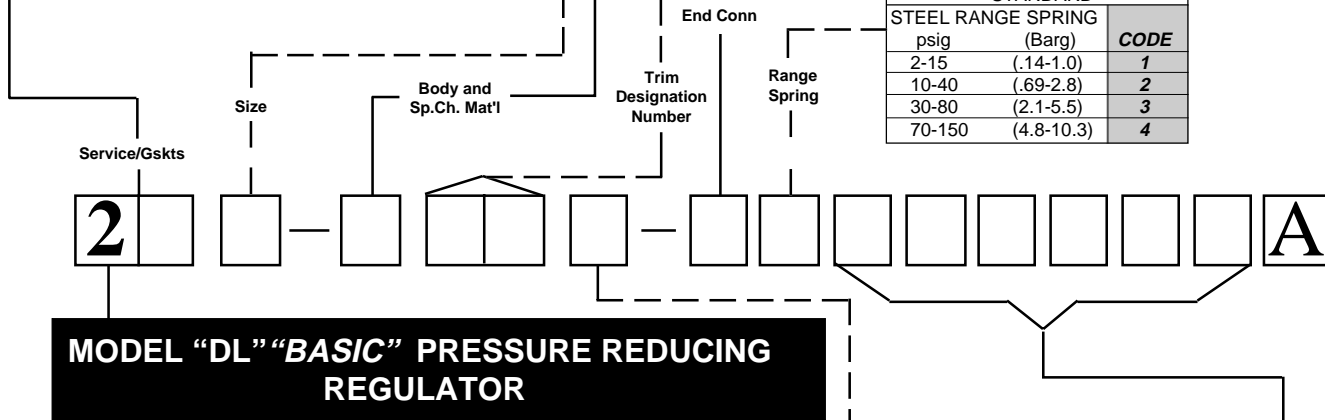 End Conn
STANDARD
STEEL RANGE SPRING
psig (Barg) CODE
2-15 (.14-1.0) 1
10-40 (.69-2.8) 2
30-80 (2.1-5.5) 3
70-150 (4.8-10.3) 4
Range
Spring
Trim
Designation
Number
Body and
Sp.Ch. Mat'l
Size
Service/Gskts
2 — — A
MODEL “DL” “BASIC” PRESSURE REDUCING
REGULATOR